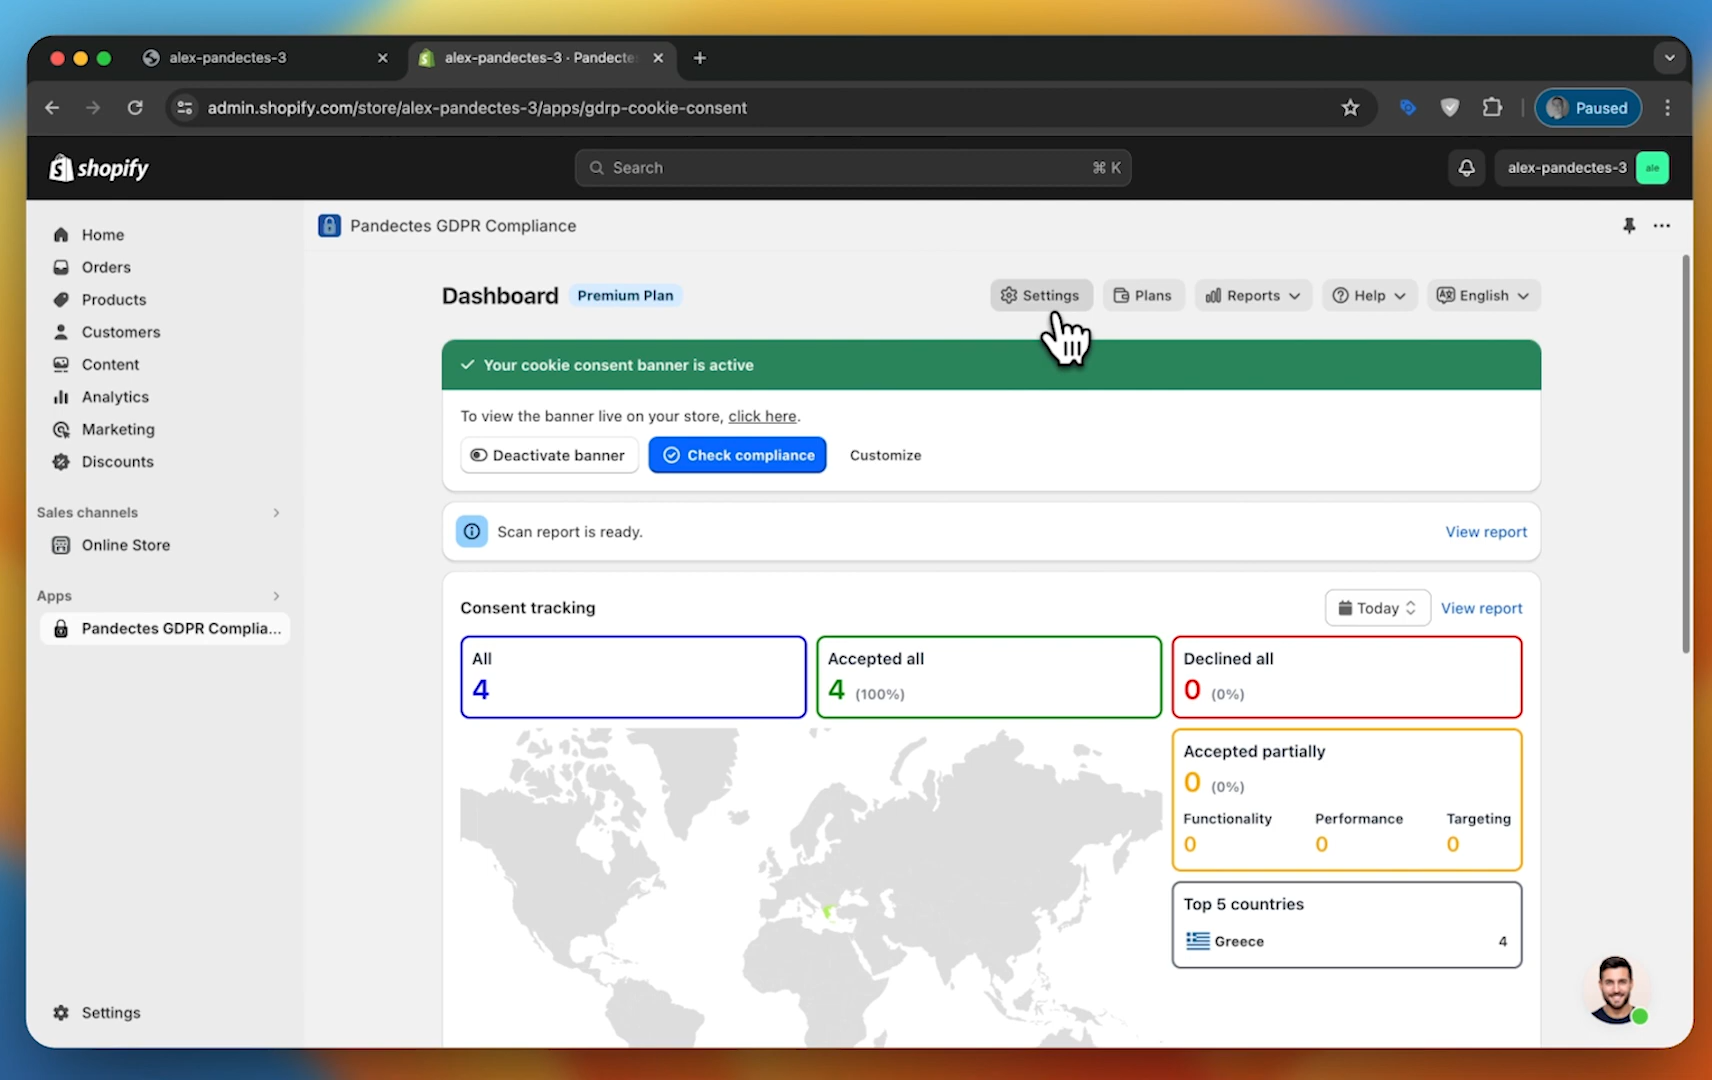 alex-pandectes-3
alex-pandectes-3 · Pandectes
admin.shopify.com/store/alex-pandectes-3/apps/gdrp-cookie-consent
Paused
shopify
Search
⌘ K
alex-pandectes-3
ale
Home
Orders
Products
Customers
Content
Analytics
Marketing
Discounts
Sales channels
Online Store
Apps
Pandectes GDPR Complia...
Settings
Pandectes GDPR Compliance
Dashboard
Premium Plan
Settings
Plans
Reports
Help
English
Your cookie consent banner is active
To view the banner live on your store, click here.
Deactivate banner
Check compliance
Customize
Scan report is ready.
View report
Consent tracking
Today
View report
All
4
Accepted all
4 (100%)
Declined all
0 (0%)
Accepted partially
0 (0%)
Functionality Performance Targeting
0 0 0
Top 5 countries
Greece 4